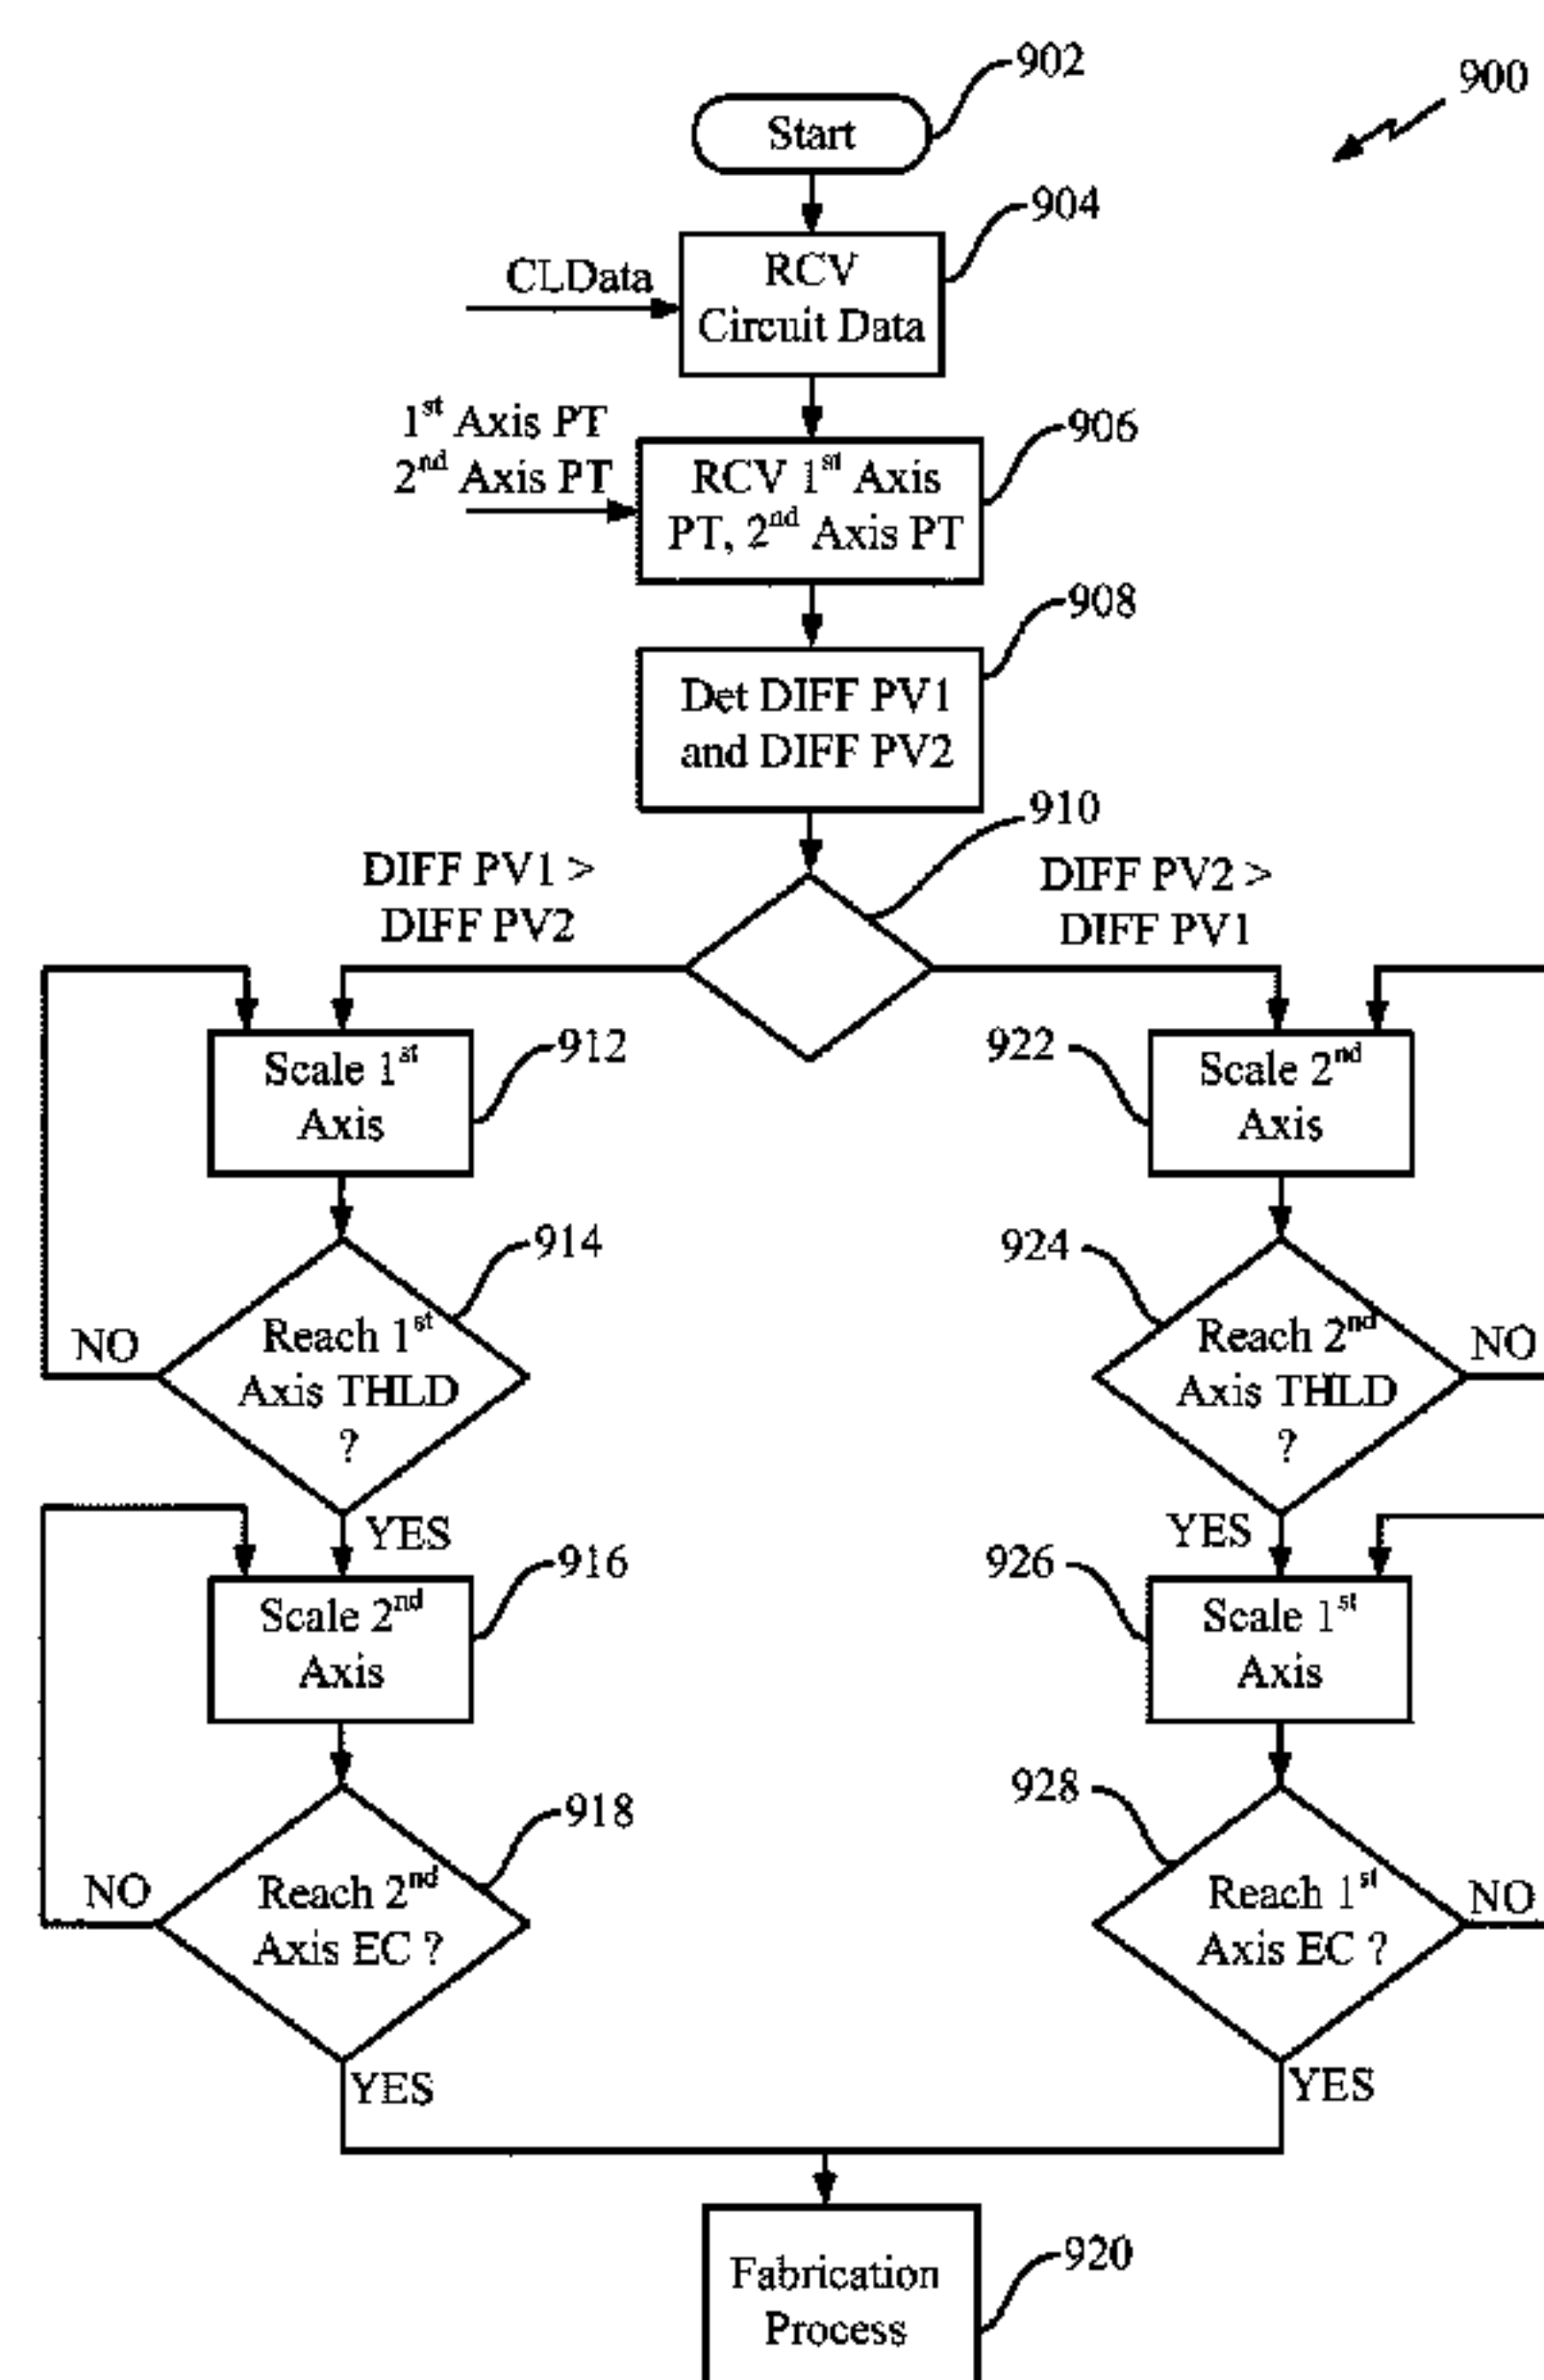 902
900
Start
904
CLData
RCV
Circuit Data
1st Axis PT
2nd Axis PT
906
RCV 1st Axis
PT, 2nd Axis PT
908
Det DIFF PV1
and DIFF PV2
910
DIFF PV1 >
DIFF PV2
DIFF PV2 >
DIFF PV1
Scale 1st
Axis
912
922
Scale 2nd
Axis
914
924
NO
Reach 1st
Axis THLD
?
Reach 2nd
Axis THLD
?
NO
YES
YES
916
926
Scale 2nd
Axis
Scale 1st
Axis
918
928
NO
Reach 2nd
Axis EC ?
Reach 1st
Axis EC ?
NO
YES
YES
Fabrication
Process
920